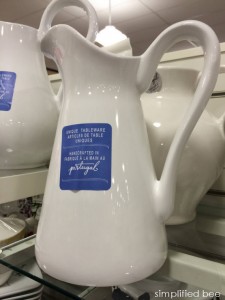 UNIQUE TABLEWARE
ARTICLES DE TABLE
UNIQUES
HANDCRAFTED IN
FABRIQUÉ À LA MAIN AU
portugal
simplified bee